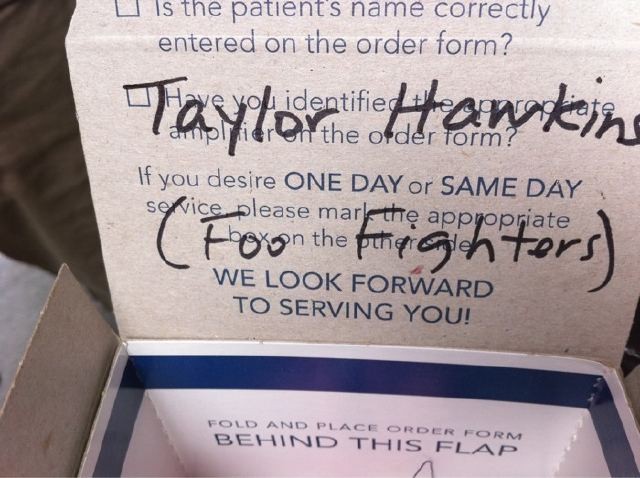 ☐ Is the patient's name correctly
entered on the order form?
Taylor Hawkins
☐ Have you identified the appropriate
amplifier on the order form?
If you desire ONE DAY or SAME DAY
service, please mark the appropriate
(Foo Fighters)
box on the other side
WE LOOK FORWARD
TO SERVING YOU!
FOLD AND PLACE ORDER FORM
BEHIND THIS FLAP